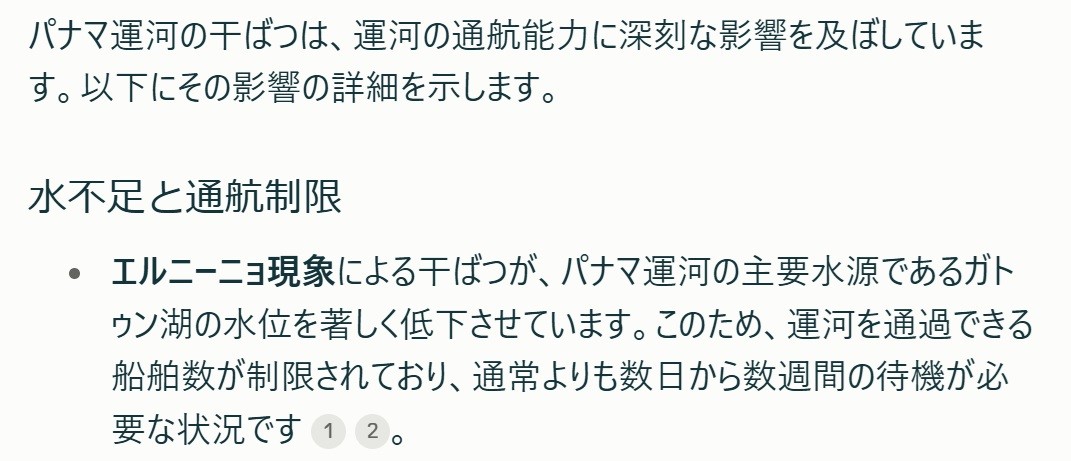 パナマ運河の干ばつは、運河の通航能力に深刻な影響を及ぼしていま
す。以下にその影響の詳細を示します。
水不足と通航制限
• エルニーニョ現象による干ばつが、パナマ運河の主要水源であるガト
ゥン湖の水位を著しく低下させています。このため、運河を通過できる
船舶数が制限されており、通常よりも数日から数週間の待機が必
要な状況です 1 2。